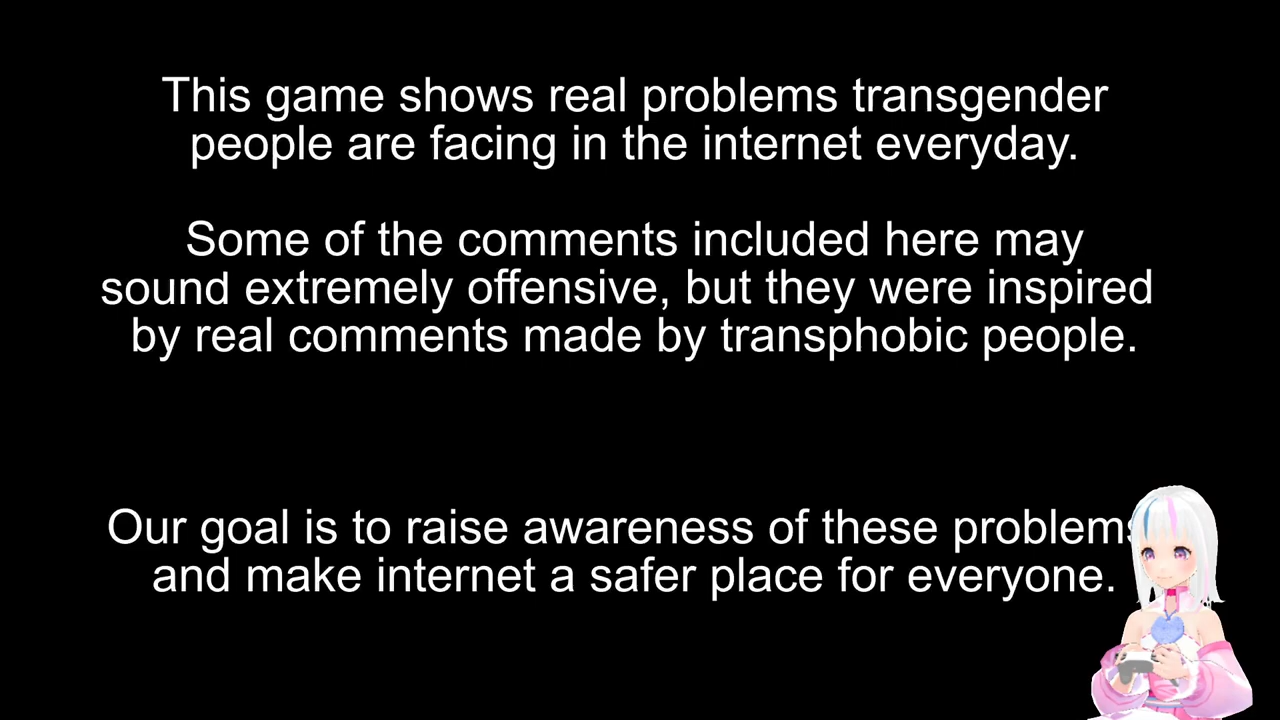 This game shows real problems transgender
people are facing in the internet everyday.
Some of the comments included here may
sound extremely offensive, but they were inspired
by real comments made by transphobic people.
Our goal is to raise awareness of these problems
and make internet a safer place for everyone.